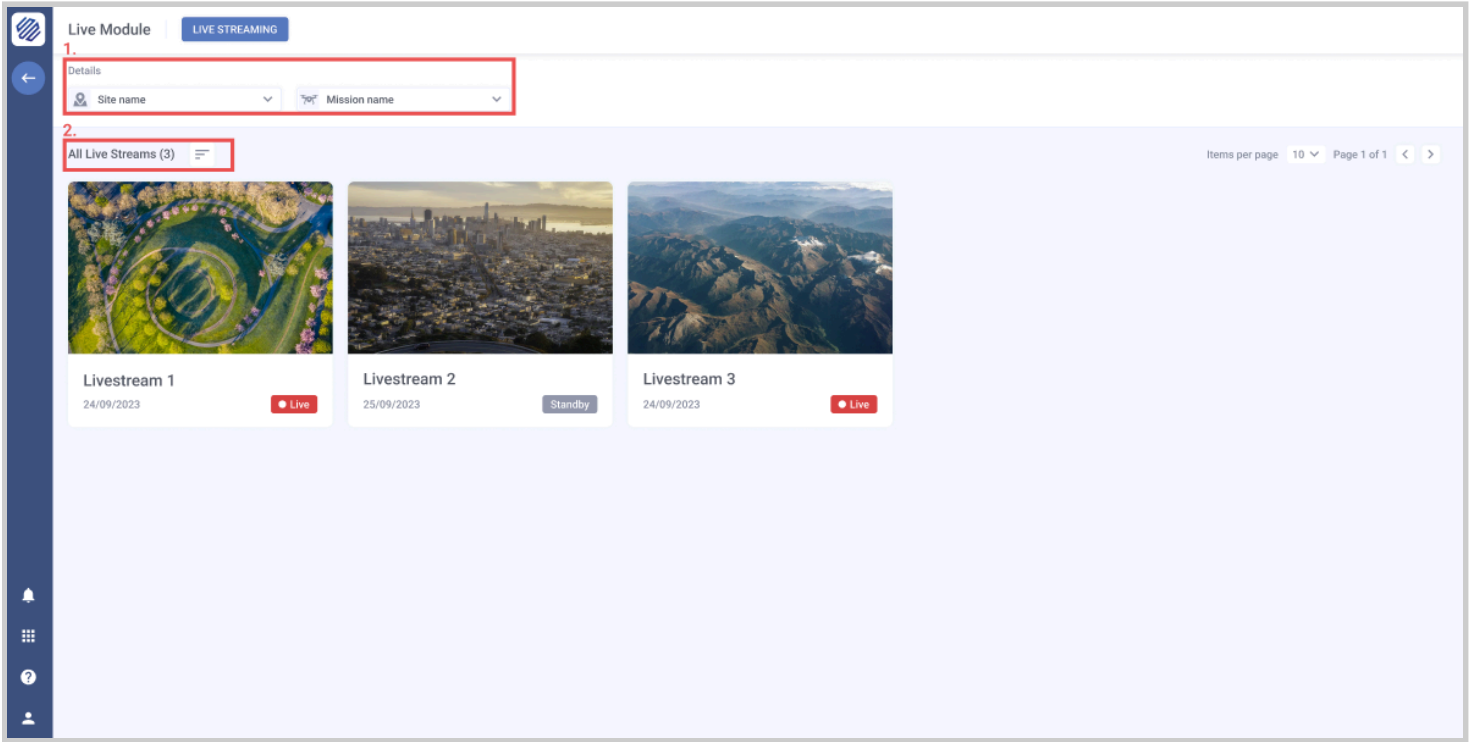 Live Module
LIVE STREAMING
1.
Details
Site name
Mission name
2.
All Live Streams (3)
Items per page 10 Page 1 of 1
Livestream 1
24/09/2023
Live
Livestream 2
25/09/2023
Standby
Livestream 3
24/09/2023
Live